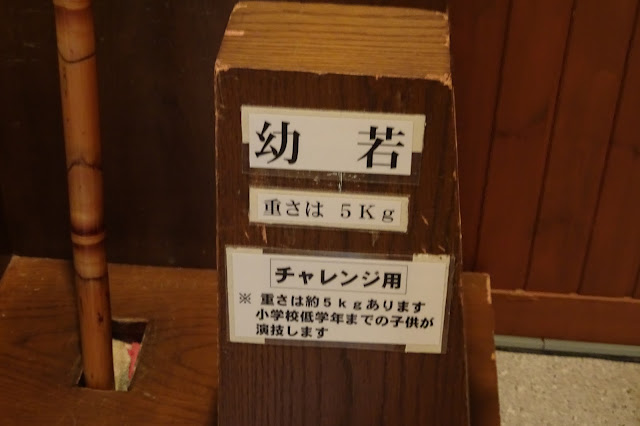 幼 若
重さは 5Kg
チャレンジ用
※ 重さは約5kgあります
小学校低学年までの子供が
演技します